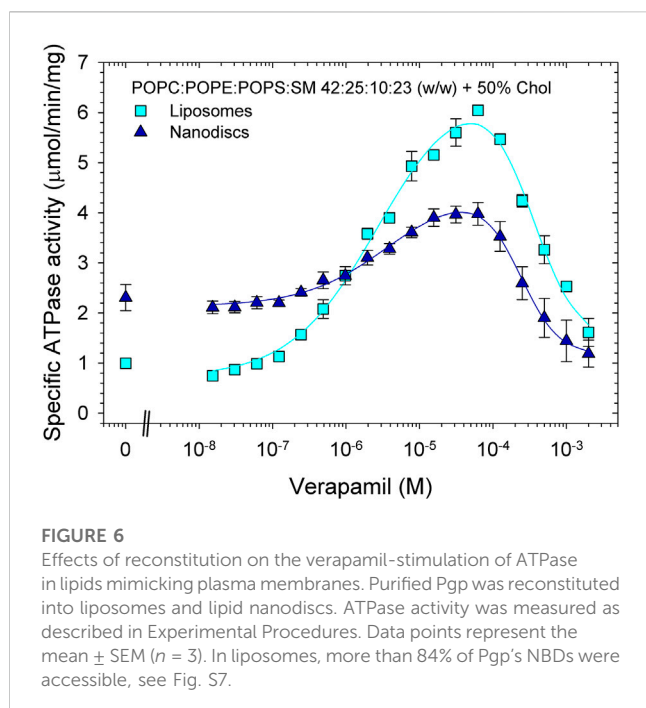 Specific ATPase activity (µmol/min/mg)
7
6
5
4
3
2
1
0
POPC:POPE:POPS:SM 42:25:10:23 (w/w) + 50% Chol
Liposomes
Nanodiscs
0 10⁻⁸ 10⁻⁷ 10⁻⁶ 10⁻⁵ 10⁻⁴ 10⁻³
Verapamil (M)
FIGURE 6
Effects of reconstitution on the verapamil-stimulation of ATPase
in lipids mimicking plasma membranes. Purified Pgp was reconstituted
into liposomes and lipid nanodiscs. ATPase activity was measured as
described in Experimental Procedures. Data points represent the
mean ± SEM (n = 3). In liposomes, more than 84% of Pgp's NBDs were
accessible, see Fig. S7.